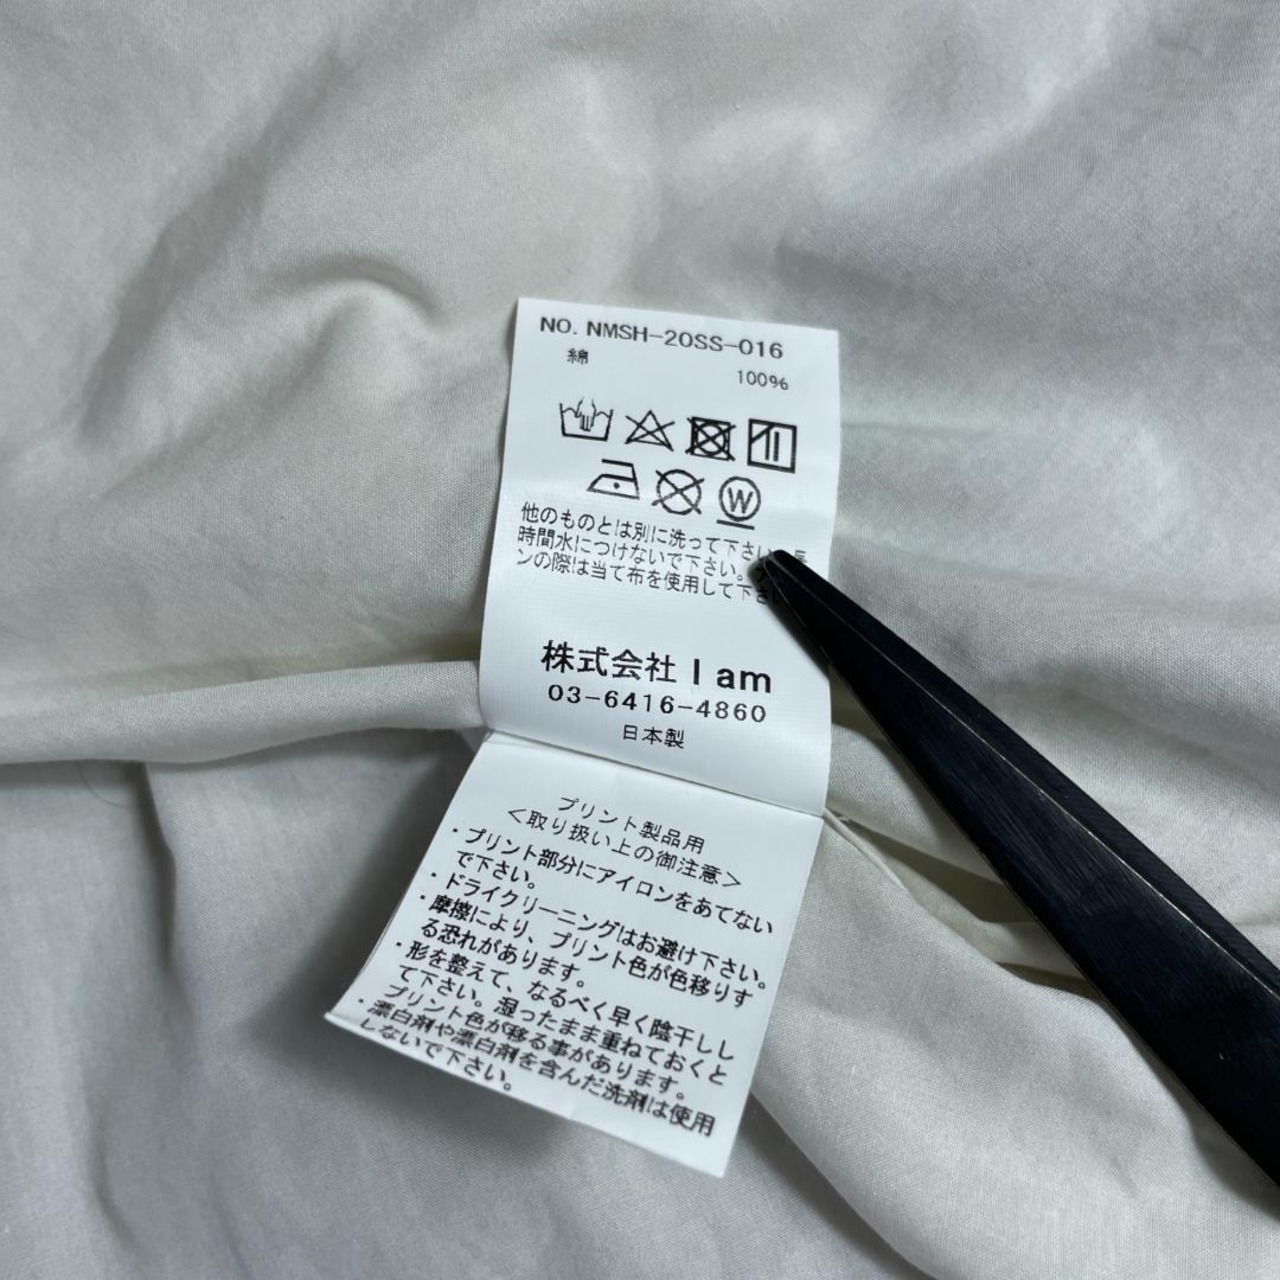 NO. NMSH-20SS-016
綿 100%
W
他のものとは別に洗って下さい 長
時間水につけないで下さい。
ンの際は当て布を使用して下さ
株式会社 I am
03-6416-4860
日本製
プリント製品用
<取り扱い上の御注意>
・プリント部分にアイロンをあてない
で下さい。
・ドライクリーニングはお避け下さい。
・摩擦により、プリント色が色移りす
る恐れがあります。
・形を整えて、なるべく早く陰干しし
て下さい。湿ったまま重ねておくと
プリント色が移る事があります。
・漂白剤や漂白剤を含んだ洗剤は使用
しないで下さい。